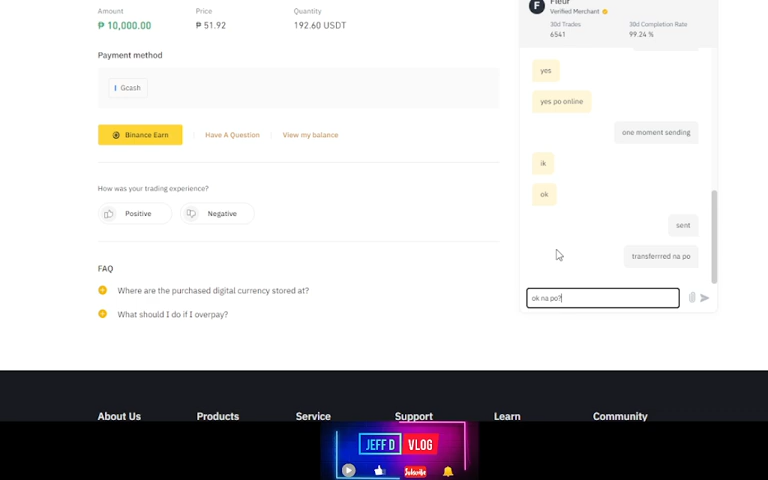 Amount
Price
Quantity
₱ 10,000.00
₱ 51.92
192.60 USDT
Payment method
Gcash
Binance Earn
Have A Question
View my balance
How was your trading experience?
Positive
Negative
FAQ
Where are the purchased digital currency stored at?
What should I do if I overpay?
F
Fleur
Verified Merchant
30d Trades
30d Completion Rate
6541
99.24 %
yes
yes po online
one moment sending
ik
ok
sent
transferrred na po
ok na po?
About Us
Products
Service
Support
Learn
Community
JEFF D VLOG
Subscribe